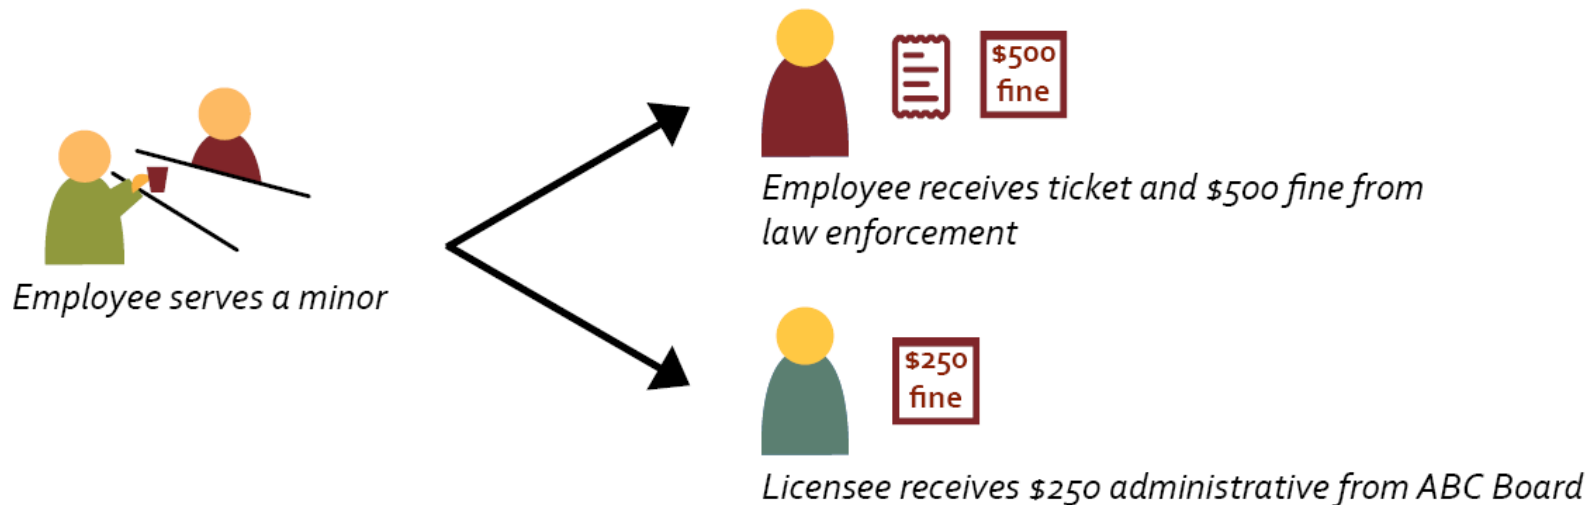 $500
fine
Employee receives ticket and $500 fine from
law enforcement
Employee serves a minor
$250
fine
Licensee receives $250 administrative from ABC Board